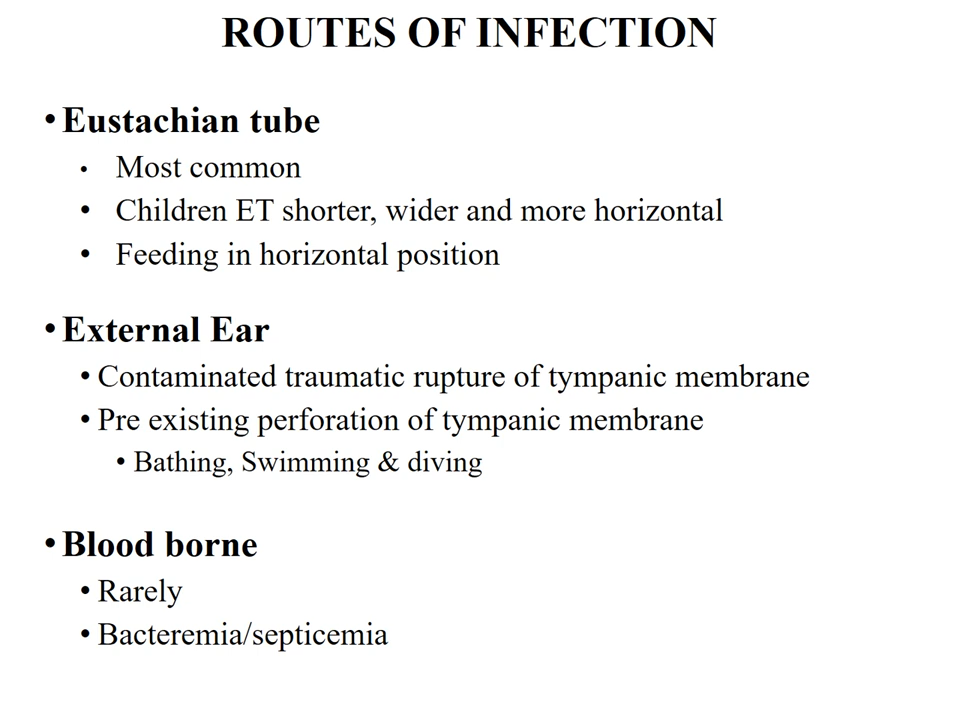 ROUTES OF INFECTION
• Eustachian tube
• Most common
• Children ET shorter, wider and more horizontal
• Feeding in horizontal position
• External Ear
• Contaminated traumatic rupture of tympanic membrane
• Pre existing perforation of tympanic membrane
• Bathing, Swimming & diving
• Blood borne
• Rarely
• Bacteremia/septicemia